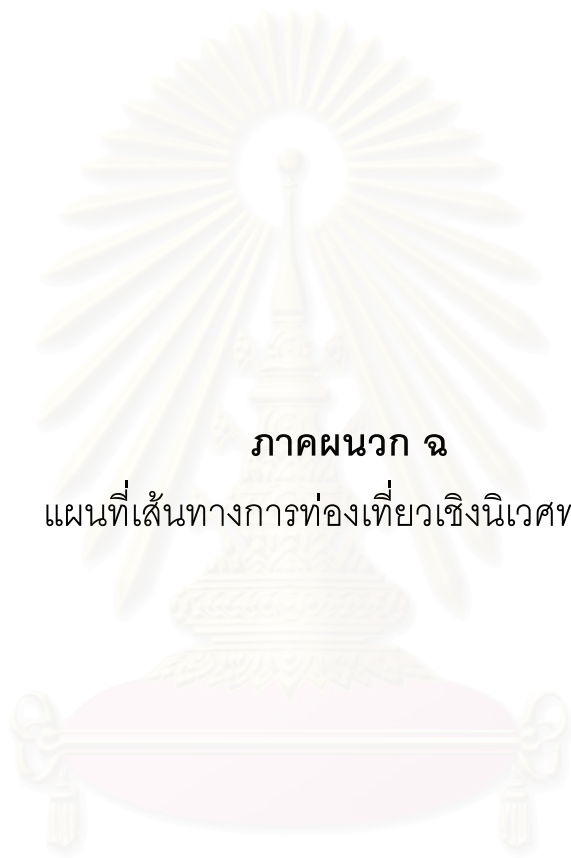 ภาคผนวก ฉ
แผนที่เส้นทางการท่องเที่ยวเชิงนิเวศท